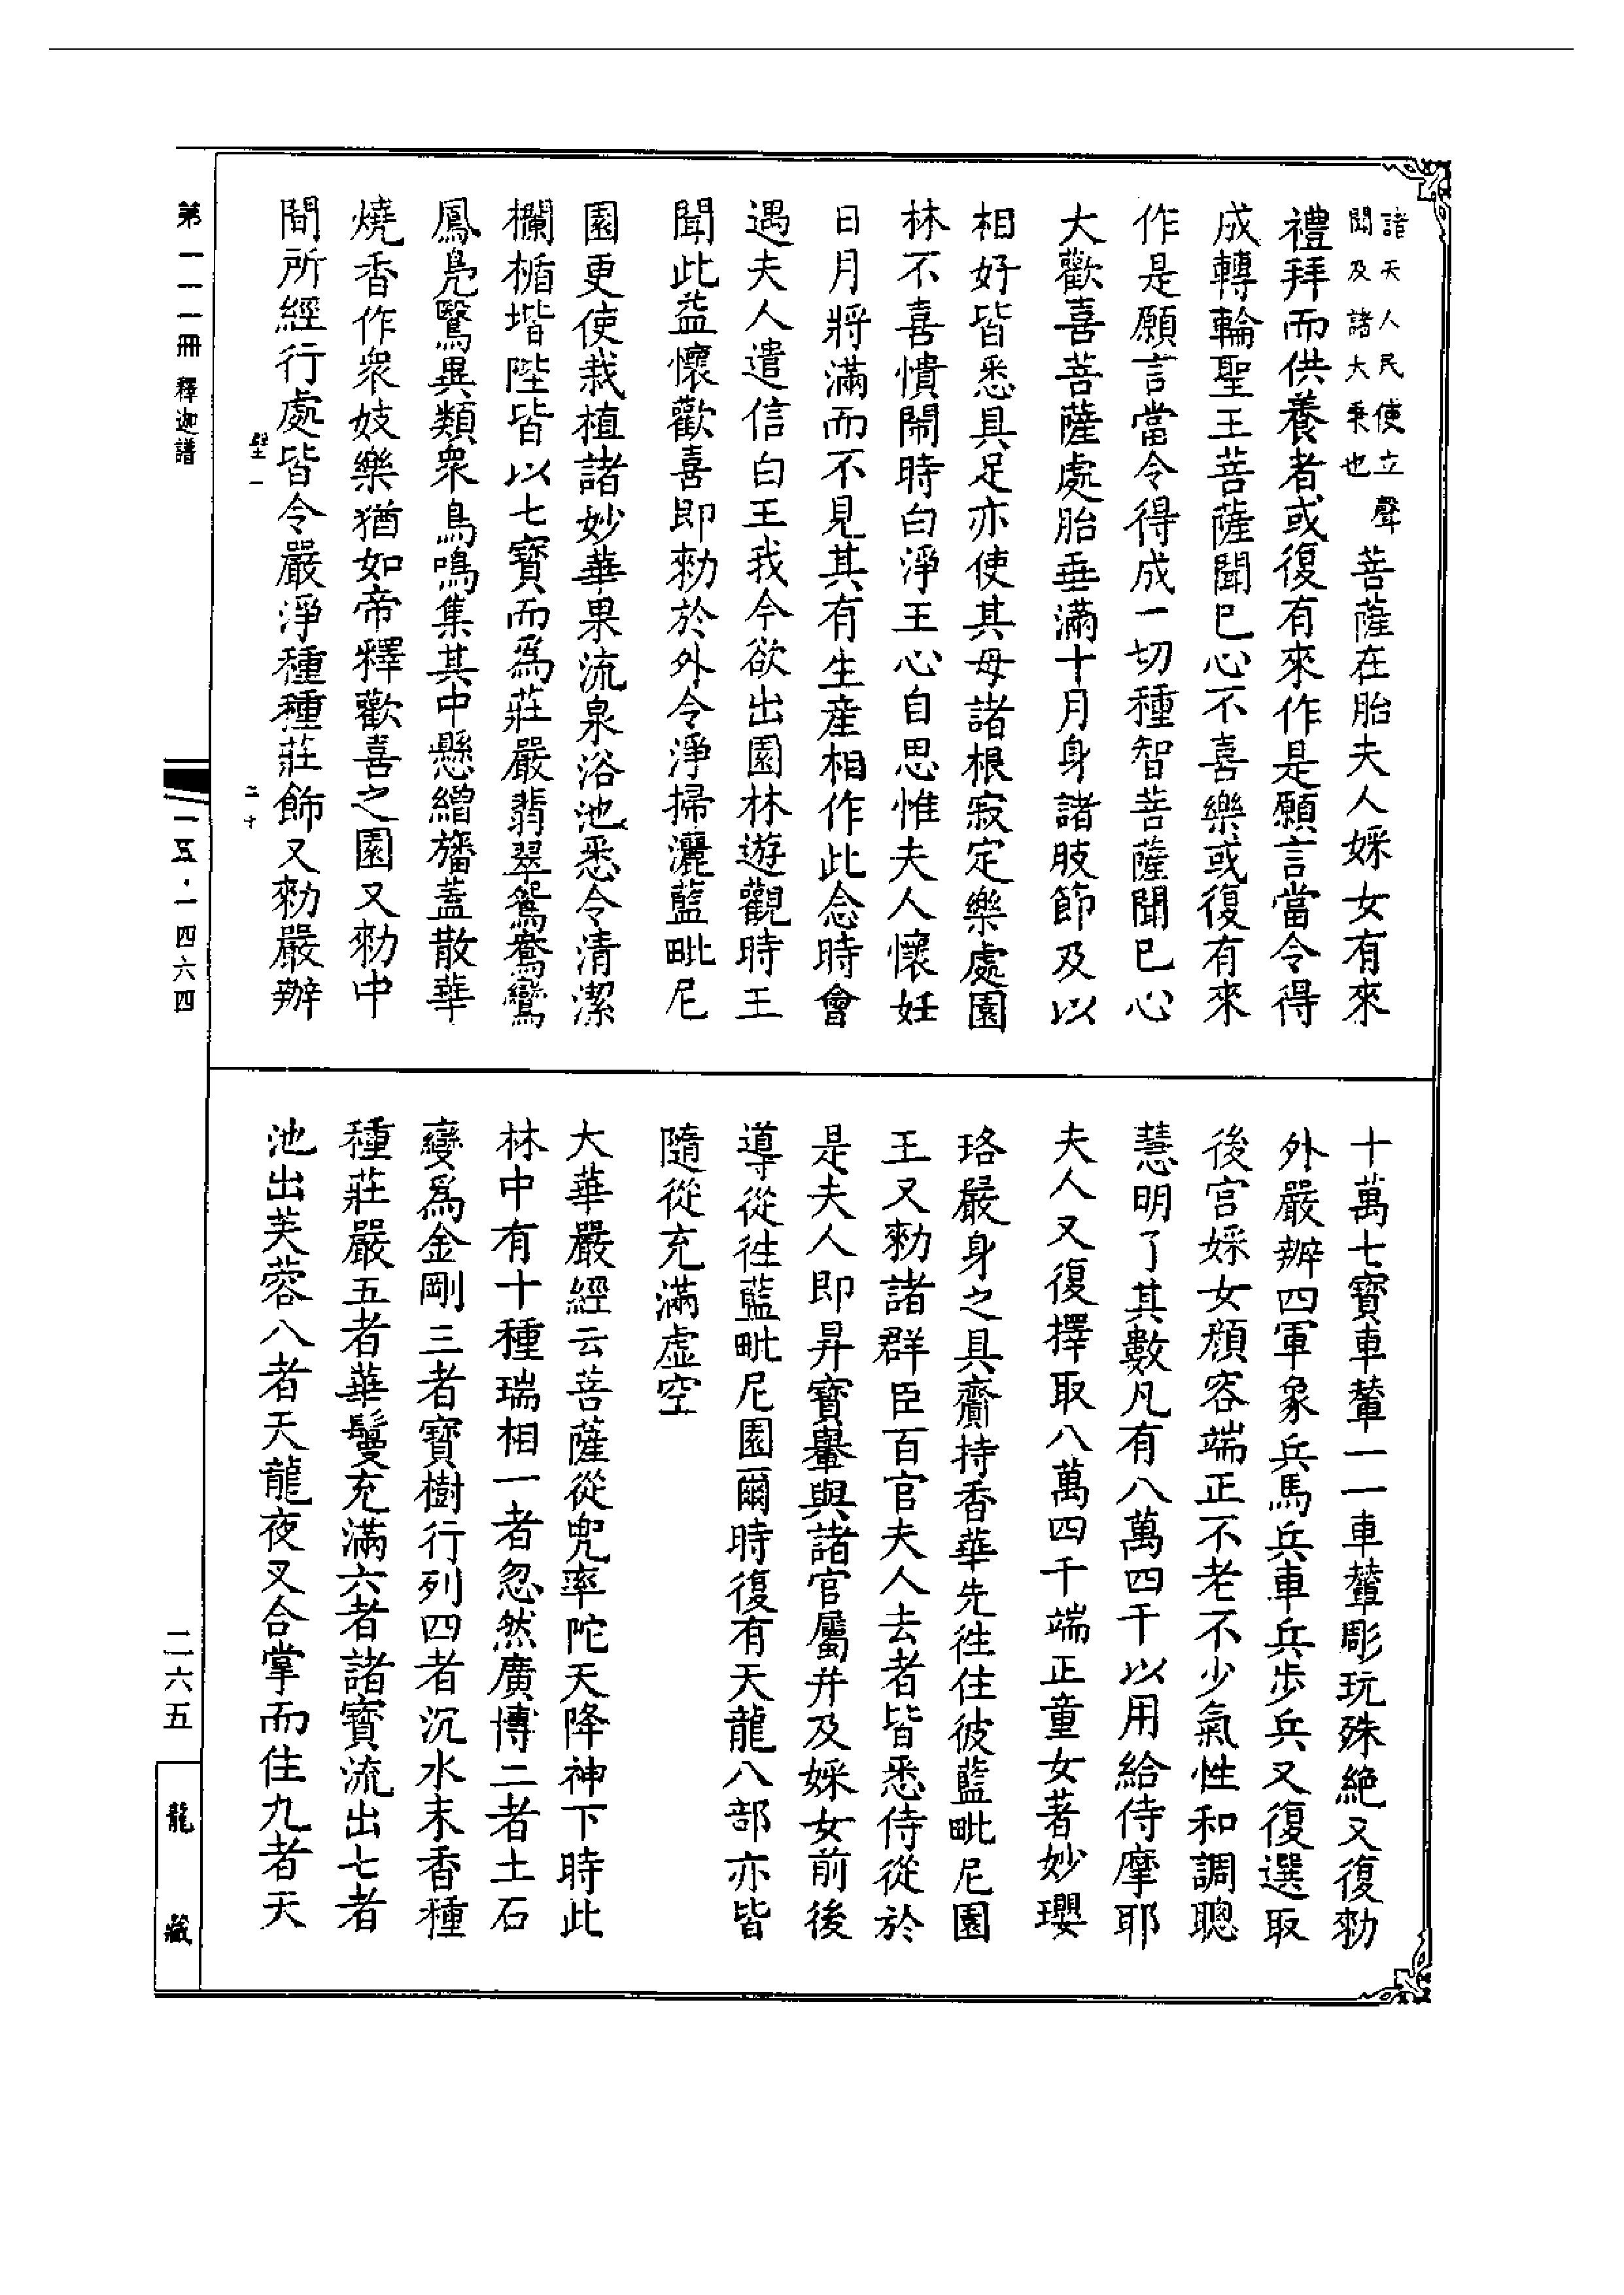 諸天人民使立聲
聞及諸大乘也
菩薩在胎夫人婇女有來
禮拜而供養者或復有來作是願言當令得
成轉輪聖王菩薩聞已心不喜樂或復有來
作是願言當令得成一切種智菩薩聞已心
大歡喜菩薩處胎垂滿十月身諸肢節及以
相好皆悉具足亦使其母諸根寂定樂處園
林不喜憒閙時白淨王心自思惟夫人懷妊
日月將滿而不見其有生産相作此念時會
遇夫人遣信白王我今欲出園林遊觀時王
聞此益懷歡喜即勑於外令淨掃灑藍毗尼
園更使栽植諸妙華果流泉浴池悉令清潔
欄楯堦陛皆以七寶而爲莊嚴翡翠鴛鴦鸞
鳳鳧鷖異類衆鳥鳴集其中懸繒旛蓋散華
燒香作衆妓樂猶如帝釋歡喜之園又勑中
間所經行處皆令嚴淨種種莊飾又勑嚴辦
十萬七寶車輦一一車輦彫玩殊絶又復勑
外嚴辦四軍象兵馬兵車兵步兵又復選取
後宫婇女顔容端正不老不少氣性和調聰
慧明了其數凡有八萬四千以用給侍摩耶
夫人又復擇取八萬四千端正童女著妙瓔
珞嚴身之具齎持香華先往住彼藍毗尼園
王又勑諸群臣百官夫人去者皆悉侍從於
是夫人即昇寶轝與諸官屬并及婇女前後
導從往藍毗尼園爾時復有天龍八部亦皆
隨從充滿虛空
大華嚴經云菩薩從兜率陀天降神下時此
林中有十種瑞相一者忽然廣博二者土石
變爲金剛三者寶樹行列四者沉水末香種
種莊嚴五者華鬘充滿六者諸寶流出七者
池出芙蓉八者天龍夜叉合掌而住九者天
第一一一冊 釋迦譜
壁一
二十
一五·一四六四
二六五
龍藏